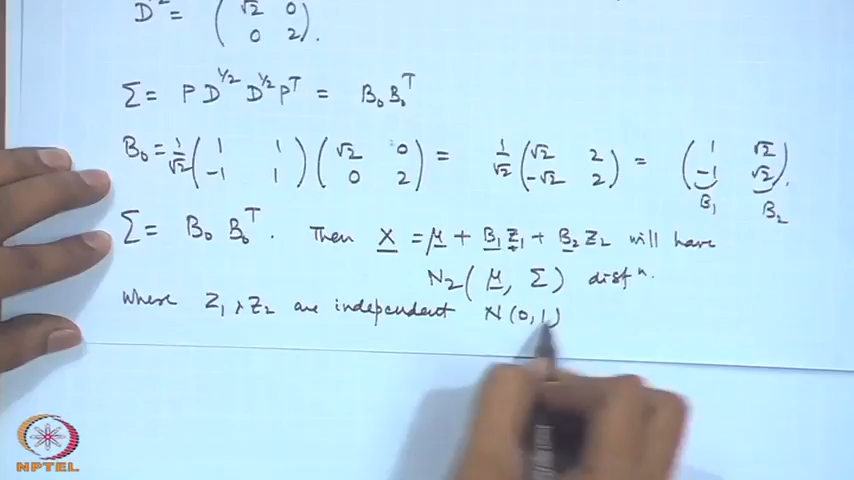 D^{1/2} = ( √2 0 ; 0 2 ).
Σ = P D^{1/2} D^{1/2} P^T = B₀ B₀^T
B₀ = 1/√2 ( 1 1 ; -1 1 ) ( √2 0 ; 0 2 ) = 1/√2 ( √2 2 ; -√2 2 ) = ( 1 √2 ; -1 √2 ).
B₁ B₂
Σ = B₀ B₀^T. Then X = μ + B₁ Z₁ + B₂ Z₂ will have
N₂( μ, Σ ) distⁿ.
where Z₁, & Z₂ are independent N(0,1)
NPTEL